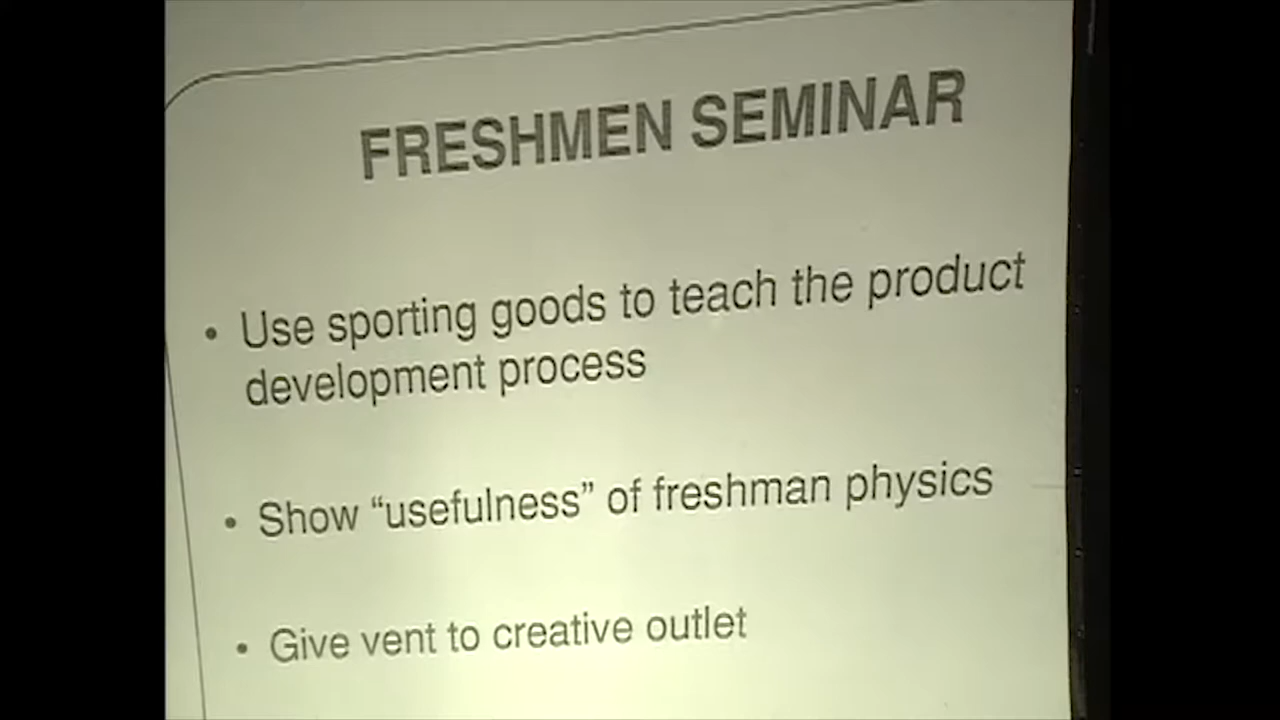 FRESHMEN SEMINAR
• Use sporting goods to teach the product
development process
• Show “usefulness” of freshman physics
• Give vent to creative outlet